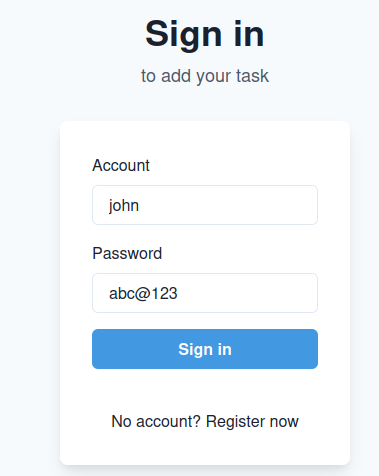 Sign in
to add your task
Account
john
Password
abc@123
Sign in
No account? Register now